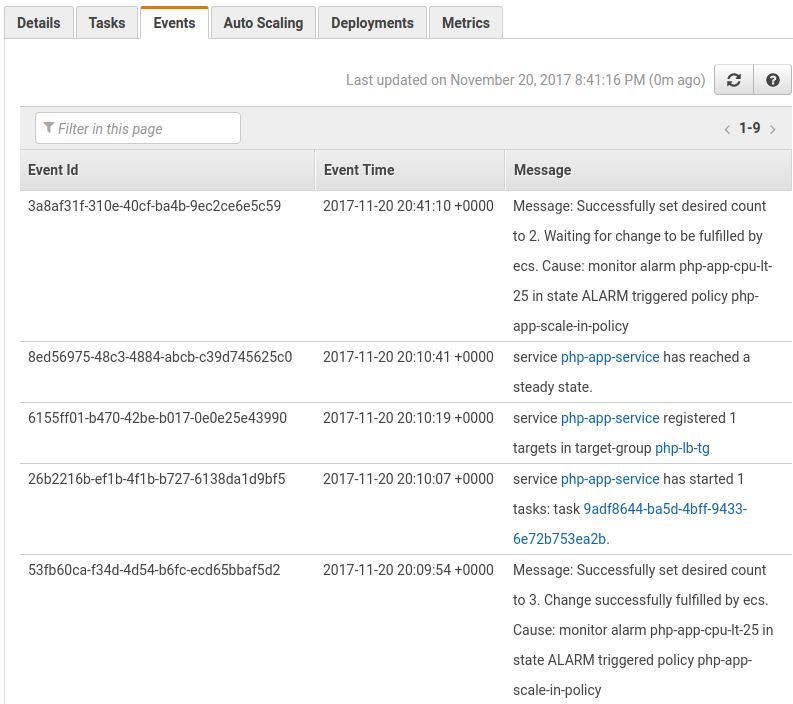 Details Tasks Events Auto Scaling Deployments Metrics
Last updated on November 20, 2017 8:41:16 PM (0m ago)
Filter in this page
1-9
Event Id Event Time Message
3a8af31f-310e-40cf-ba4b-9ec2ce6e5c59 2017-11-20 20:41:10 +0000 Message: Successfully set desired count
to 2. Waiting for change to be fulfilled by
ecs. Cause: monitor alarm php-app-cpu-lt-
25 in state ALARM triggered policy php-
app-scale-in-policy
8ed56975-48c3-4884-abcb-c39d745625c0 2017-11-20 20:10:41 +0000 service php-app-service has reached a
steady state.
6155ff01-b470-42be-b017-0e0e25e43990 2017-11-20 20:10:19 +0000 service php-app-service registered 1
targets in target-group php-lb-tg
26b2216b-ef1b-4f1b-b727-6138da1d9bf5 2017-11-20 20:10:07 +0000 service php-app-service has started 1
tasks: task 9adf8644-ba5d-4bff-9433-
6e72b753ea2b.
53fb60ca-f34d-4d54-b6fc-ecd65bbaf5d2 2017-11-20 20:09:54 +0000 Message: Successfully set desired count
to 3. Change successfully fulfilled by ecs.
Cause: monitor alarm php-app-cpu-lt-25 in
state ALARM triggered policy php-app-
scale-in-policy